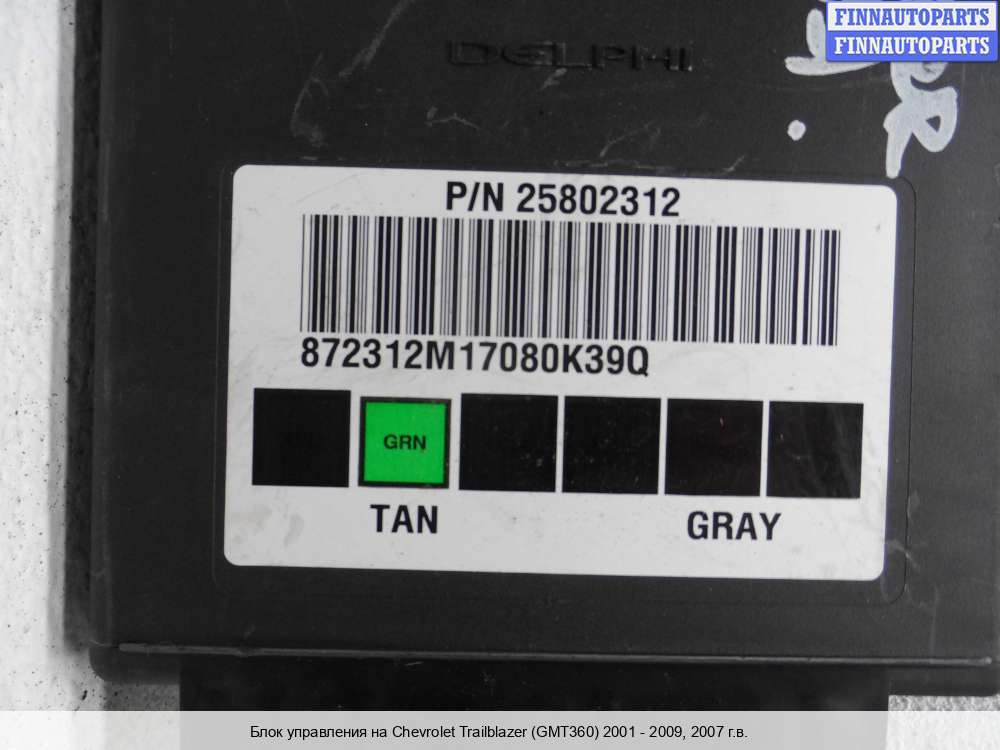 FINNAUTOPARTS
FINNAUTOPARTS
DELPHI
P/N 25802312
872312M17080K39Q
GRN
TAN
GRAY
Блок управления на Chevrolet Trailblazer (GMT360) 2001 - 2009, 2007 г.в.